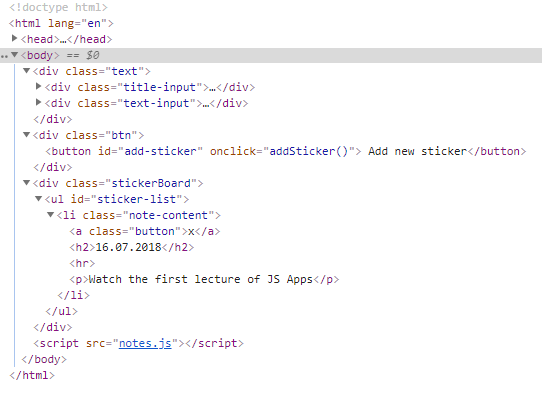 <!doctype html>
<html lang="en">
<head>…</head>
<body> == $0
<div class="text">
<div class="title-input">…</div>
<div class="text-input">…</div>
</div>
<div class="btn">
<button id="add-sticker" onclick="addSticker()"> Add new sticker</button>
</div>
<div class="stickerBoard">
<ul id="sticker-list">
<li class="note-content">
<a class="button">x</a>
<h2>16.07.2018</h2>
<hr>
<p>Watch the first lecture of JS Apps</p>
</li>
</ul>
</div>
<script src="notes.js"></script>
</body>
</html>